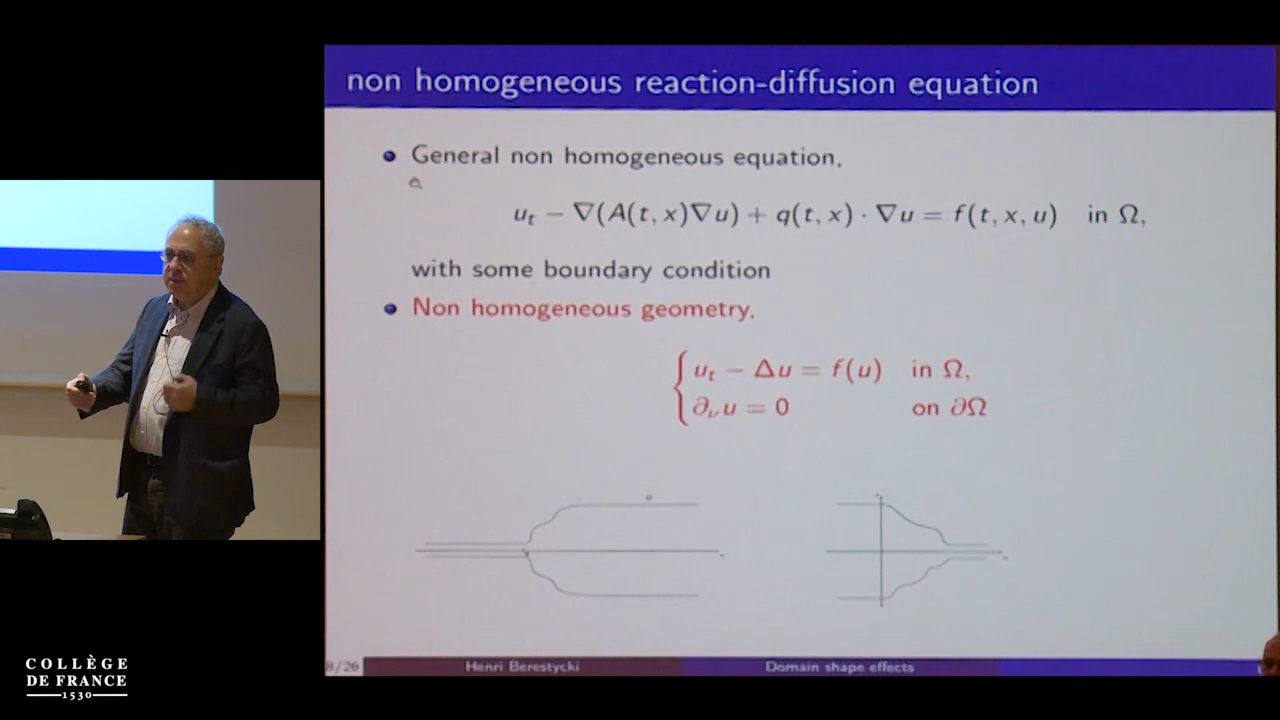 non homogeneous reaction-diffusion equation
General non homogeneous equation,
u_t − ∇(A(t, x)∇u) + q(t, x) · ∇u = f(t, x, u) in Ω,
with some boundary condition
Non homogeneous geometry,
u_t − Δu = f(u) in Ω,
∂_ν u = 0 on ∂Ω
8/26 Henri Berestycki Domain shape effects
COLLÈGE
DE FRANCE
1530